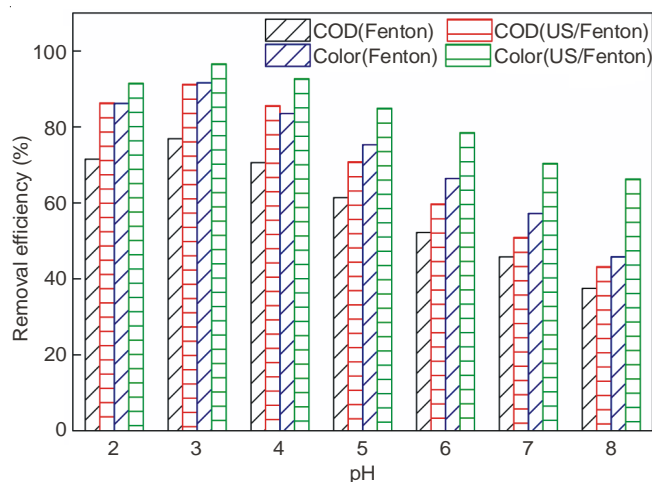 COD(Fenton) COD(US/Fenton)
Color(Fenton) Color(US/Fenton)
Removal efficiency (%)
100
80
60
40
20
0
2 3 4 5 6 7 8
pH